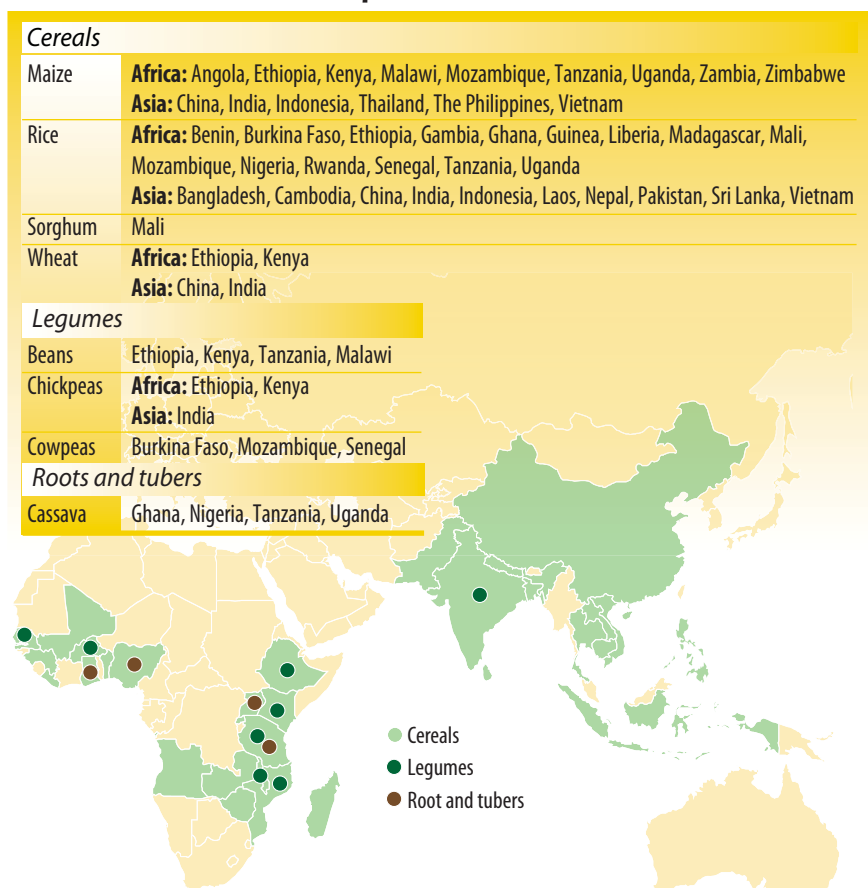 Cereals
Maize
Africa: Angola, Ethiopia, Kenya, Malawi, Mozambique, Tanzania, Uganda, Zambia, Zimbabwe
Asia: China, India, Indonesia, Thailand, The Philippines, Vietnam
Rice
Africa: Benin, Burkina Faso, Ethiopia, Gambia, Ghana, Guinea, Liberia, Madagascar, Mali,
Mozambique, Nigeria, Rwanda, Senegal, Tanzania, Uganda
Asia: Bangladesh, Cambodia, China, India, Indonesia, Laos, Nepal, Pakistan, Sri Lanka, Vietnam
Sorghum
Mali
Wheat
Africa: Ethiopia, Kenya
Asia: China, India
Legumes
Beans
Ethiopia, Kenya, Tanzania, Malawi
Chickpeas
Africa: Ethiopia, Kenya
Asia: India
Cowpeas
Burkina Faso, Mozambique, Senegal
Roots and tubers
Cassava
Ghana, Nigeria, Tanzania, Uganda
Cereals
Legumes
Root and tubers